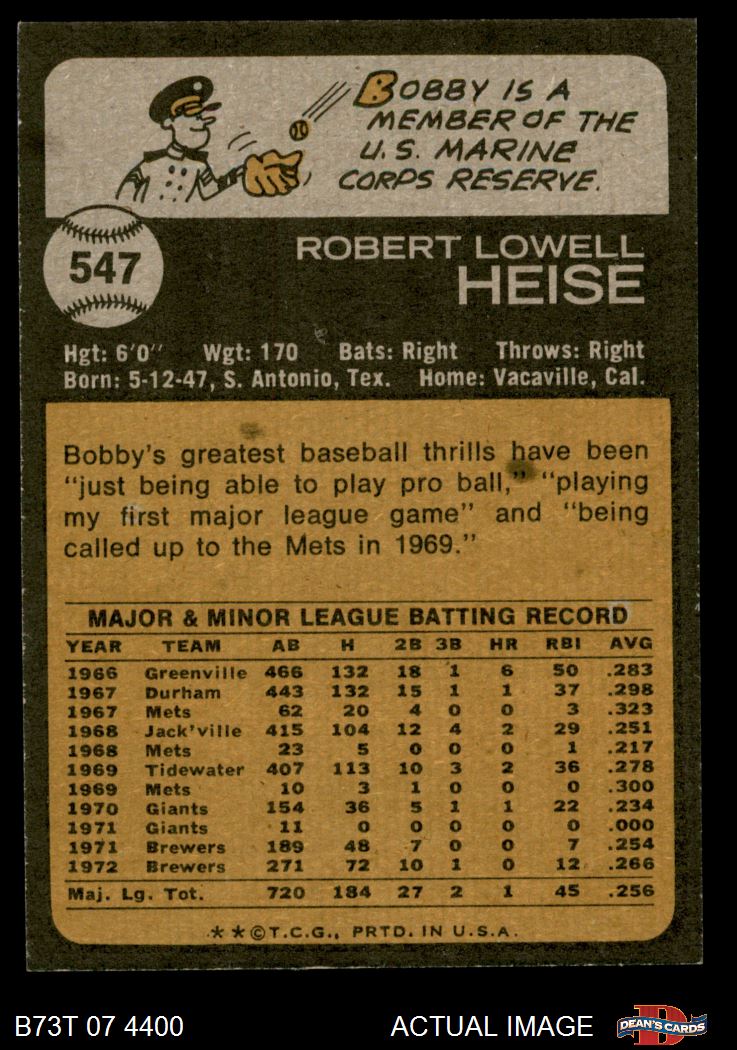 BOBBY IS A
MEMBER OF THE
U.S. MARINE
CORPS RESERVE.
547
ROBERT LOWELL
HEISE
Hgt: 6'0" Wgt: 170 Bats: Right Throws: Right
Born: 5-12-47, S. Antonio, Tex. Home: Vacaville, Cal.
Bobby's greatest baseball thrills have been
"just being able to play pro ball," "playing
my first major league game" and "being
called up to the Mets in 1969."
MAJOR & MINOR LEAGUE BATTING RECORD
YEAR TEAM AB H 2B 3B HR RBI AVG
1966 Greenville 466 132 18 1 6 50 .283
1967 Durham 443 132 15 1 1 37 .298
1967 Mets 62 20 4 0 0 3 .323
1968 Jack'ville 415 104 12 4 2 29 .251
1968 Mets 23 5 0 0 0 1 .217
1969 Tidewater 407 113 10 3 2 36 .278
1969 Mets 10 3 1 0 0 0 .300
1970 Giants 154 36 5 1 1 22 .234
1971 Giants 11 0 0 0 0 0 .000
1971 Brewers 189 48 7 0 0 7 .254
1972 Brewers 271 72 10 1 0 12 .266
Maj. Lg. Tot. 720 184 27 2 1 45 .256
**©T.C.G., PRTD. IN U.S.A.
B73T 07 4400 ACTUAL IMAGE D DEAN'S CARDS